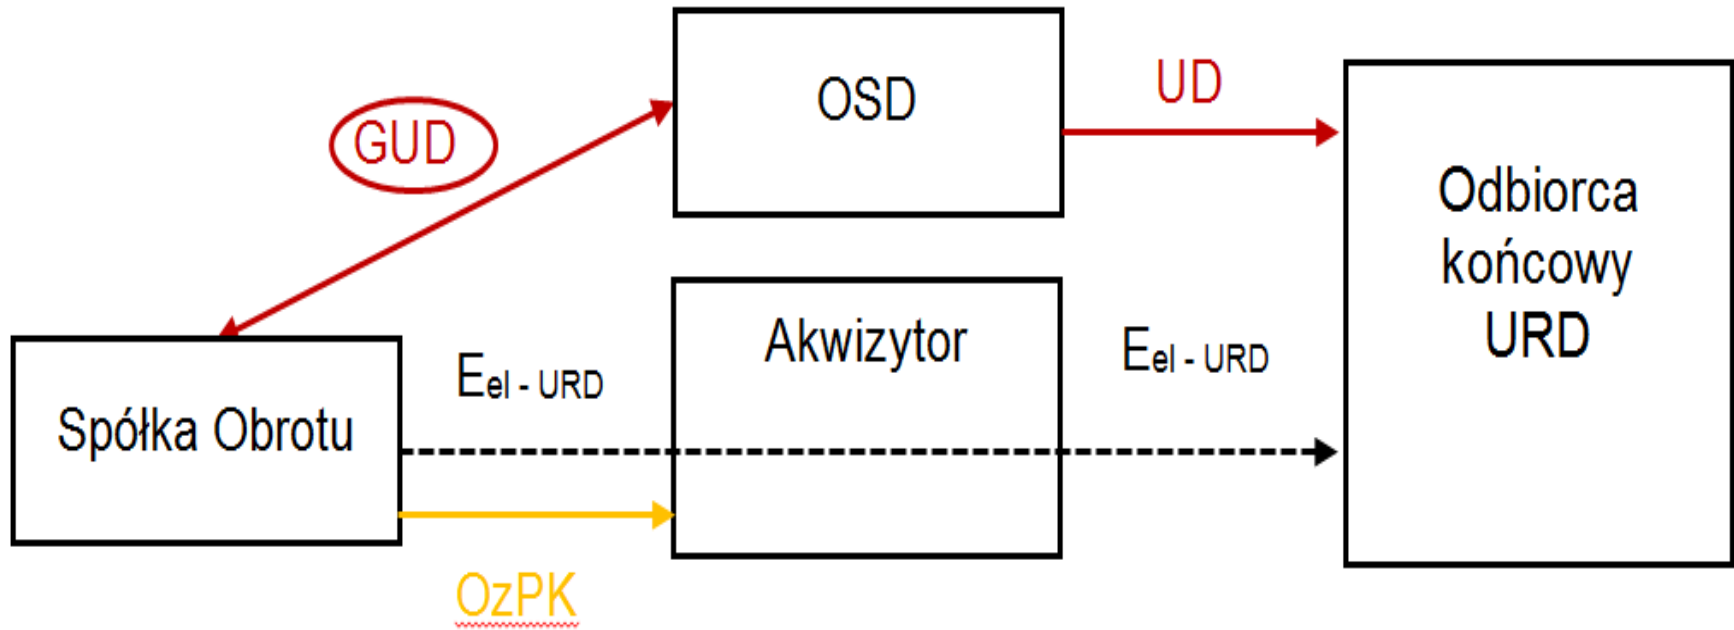 OSD
UD
GUD
Odbiorca
końcowy
URD
Akwizytor
Eel - URD
Eel - URD
Spółka Obrotu
OzPK